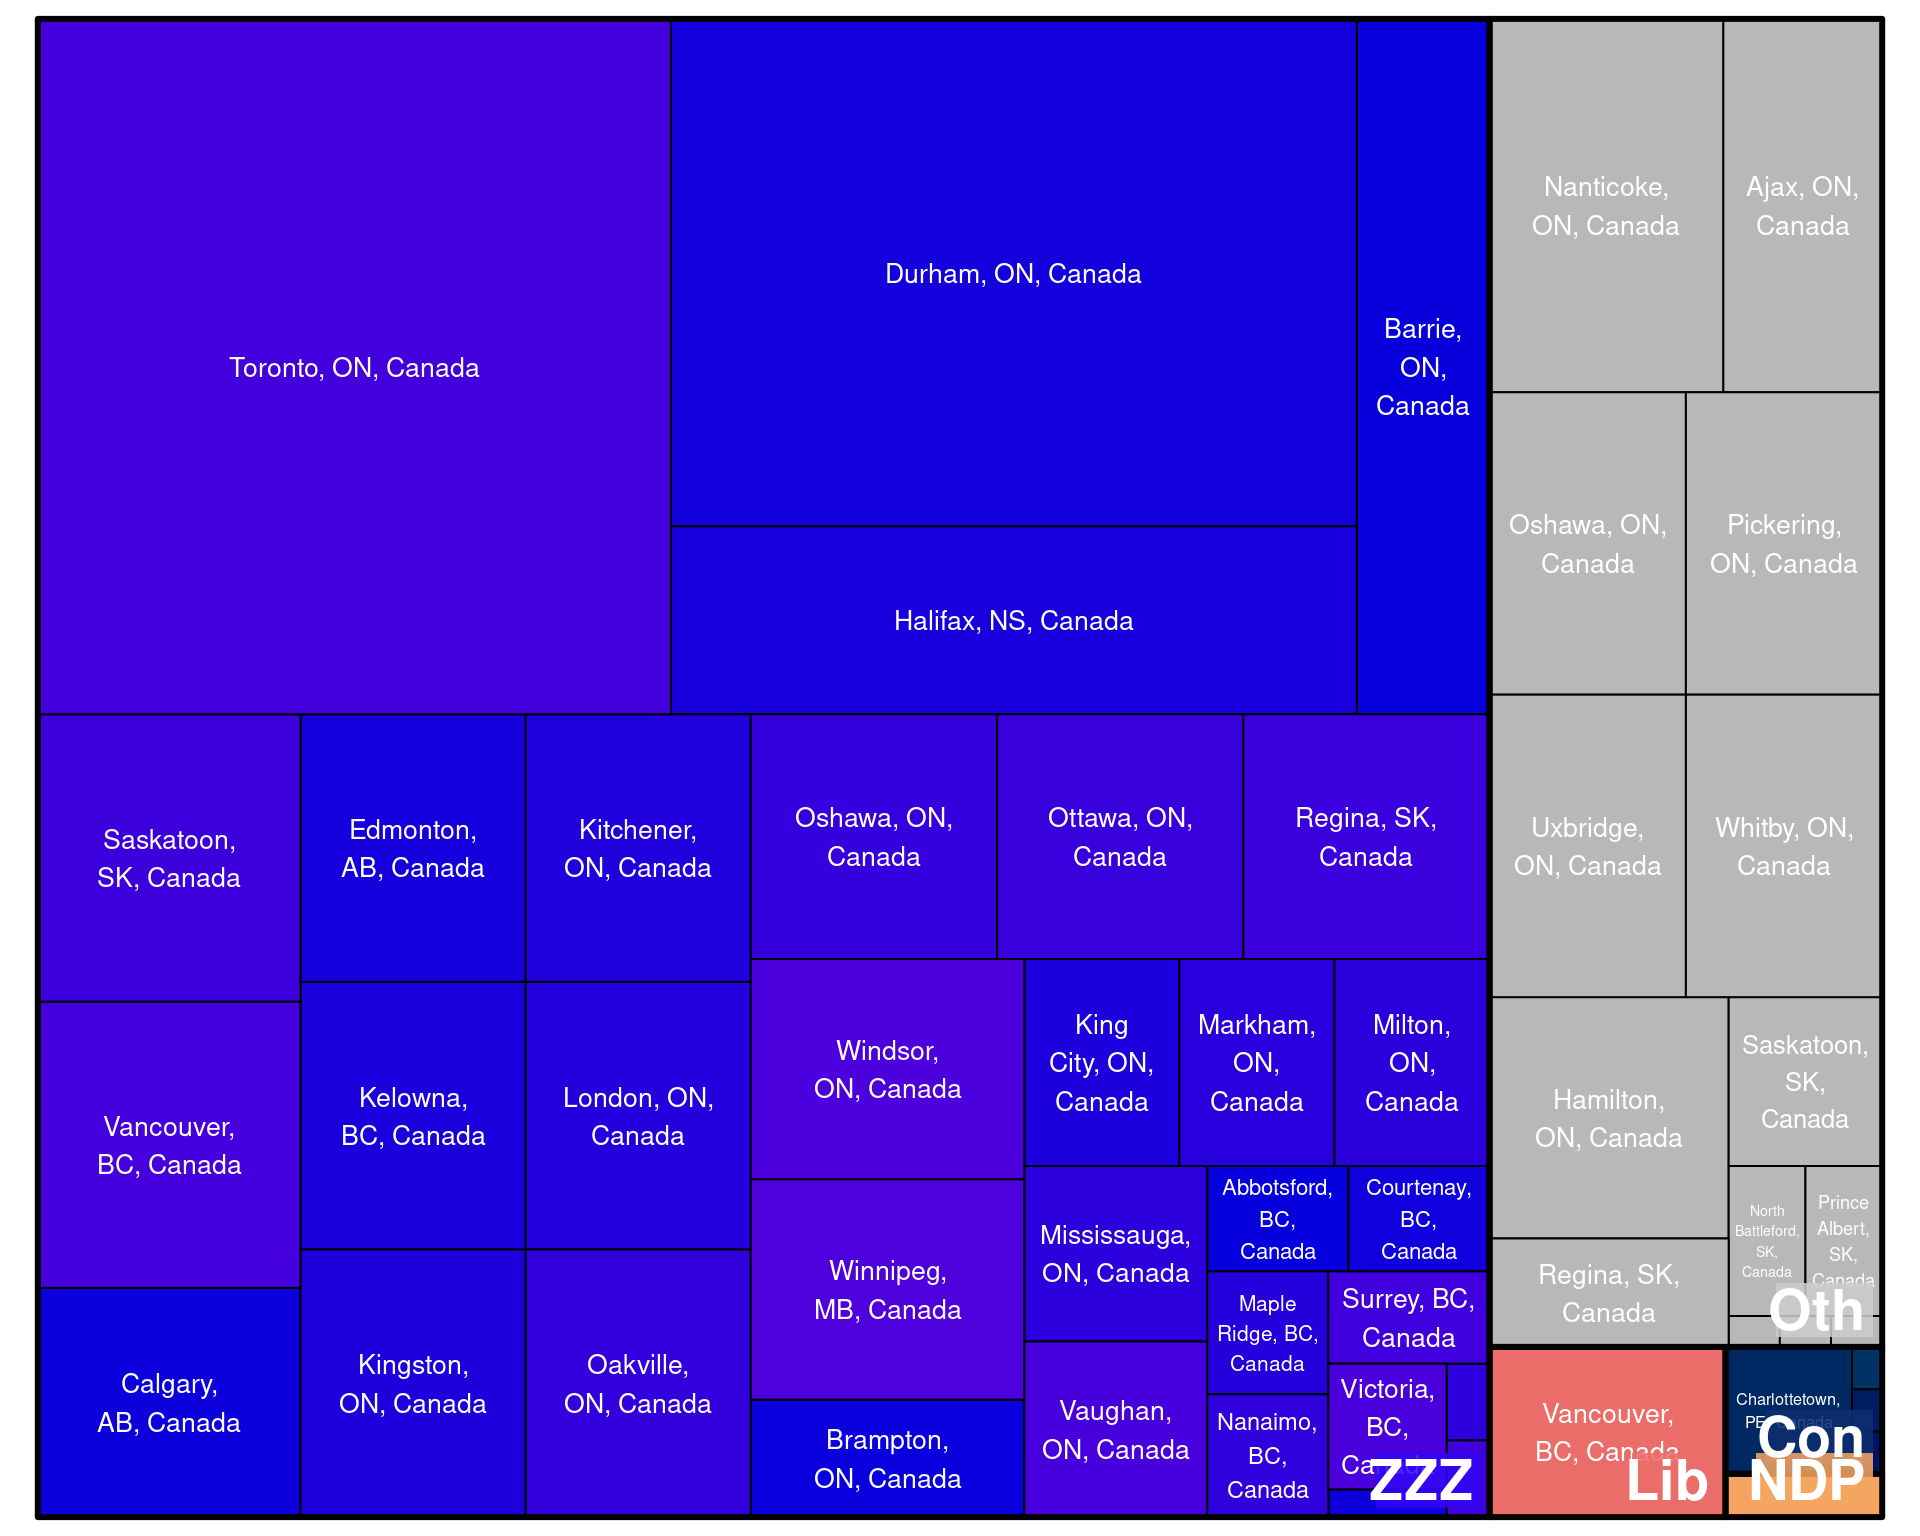 Toronto, ON, Canada
Durham, ON, Canada
Barrie,
ON,
Canada
Halifax, NS, Canada
Saskatoon,
SK, Canada
Edmonton,
AB, Canada
Kitchener,
ON, Canada
Oshawa, ON,
Canada
Ottawa, ON,
Canada
Regina, SK,
Canada
Vancouver,
BC, Canada
Kelowna,
BC, Canada
London, ON,
Canada
Windsor,
ON, Canada
King
City, ON,
Canada
Markham,
ON,
Canada
Milton,
ON,
Canada
Calgary,
AB, Canada
Kingston,
ON, Canada
Oakville,
ON, Canada
Winnipeg,
MB, Canada
Brampton,
ON, Canada
Mississauga,
ON, Canada
Vaughan,
ON, Canada
Abbotsford,
BC,
Canada
Courtenay,
BC,
Canada
Maple
Ridge, BC,
Canada
Surrey, BC,
Canada
Nanaimo,
BC,
Canada
Victoria,
BC,
Canada
ZZZ
Nanticoke,
ON, Canada
Ajax, ON,
Canada
Oshawa, ON,
Canada
Pickering,
ON, Canada
Uxbridge,
ON, Canada
Whitby, ON,
Canada
Hamilton,
ON, Canada
Saskatoon,
SK,
Canada
North
Battleford,
SK,
Canada
Prince
Albert,
SK,
Canada
Regina, SK,
Canada
Oth
Vancouver,
BC, Canada
Lib
Charlottetown,
PE, Canada
Con
NDP